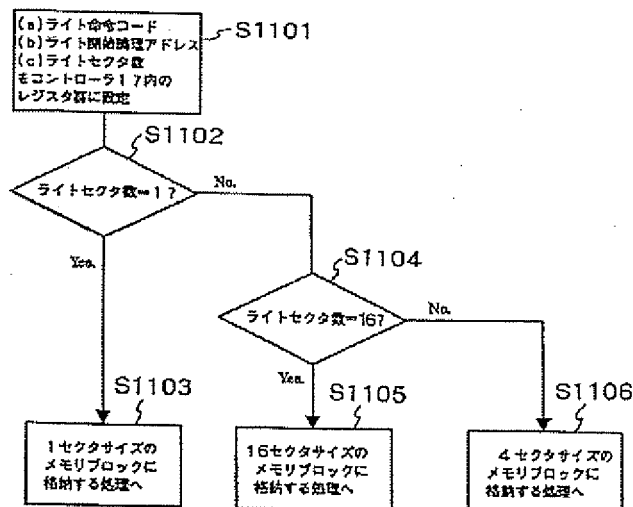 (a)ライト命令コード
(b)ライト開始論理アドレス
(c)ライトセクタ数
をコントローラ17内の
レジスタ群に設定
S1101
S1102
ライトセクタ数=1?
No.
Yes.
S1104
ライトセクタ数=16?
No.
Yes.
S1103
1セクタサイズの
メモリブロックに
格納する処理へ
S1105
16セクタサイズの
メモリブロックに
格納する処理へ
S1106
4セクタサイズの
メモリブロックに
格納する処理へ